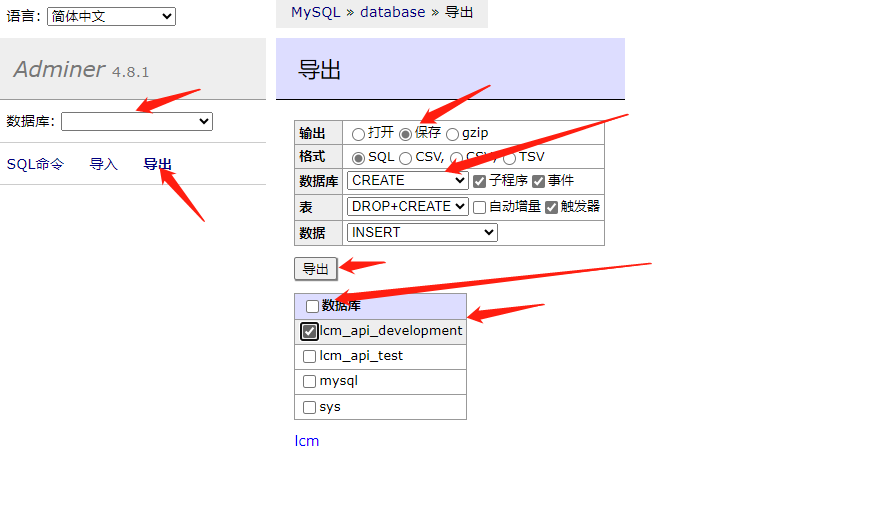 语言: 简体中文
MySQL » database » 导出
Adminer 4.8.1
导出
数据库:
SQL命令 导入 导出
输出 打开 保存 gzip
格式 SQL CSV, CSV; TSV
数据库 CREATE 子程序 事件
表 DROP+CREATE 自动增量 触发器
数据 INSERT
导出
数据库
lcm_api_development
lcm_api_test
mysql
sys
lcm